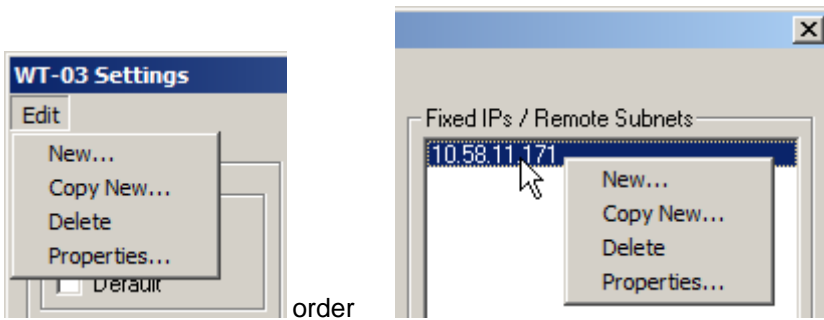 WT-03 Settings
Edit
New...
Copy New...
Delete
Properties...
Default
order
Fixed IPs / Remote Subnets
10.58.11.171
New...
Copy New...
Delete
Properties...